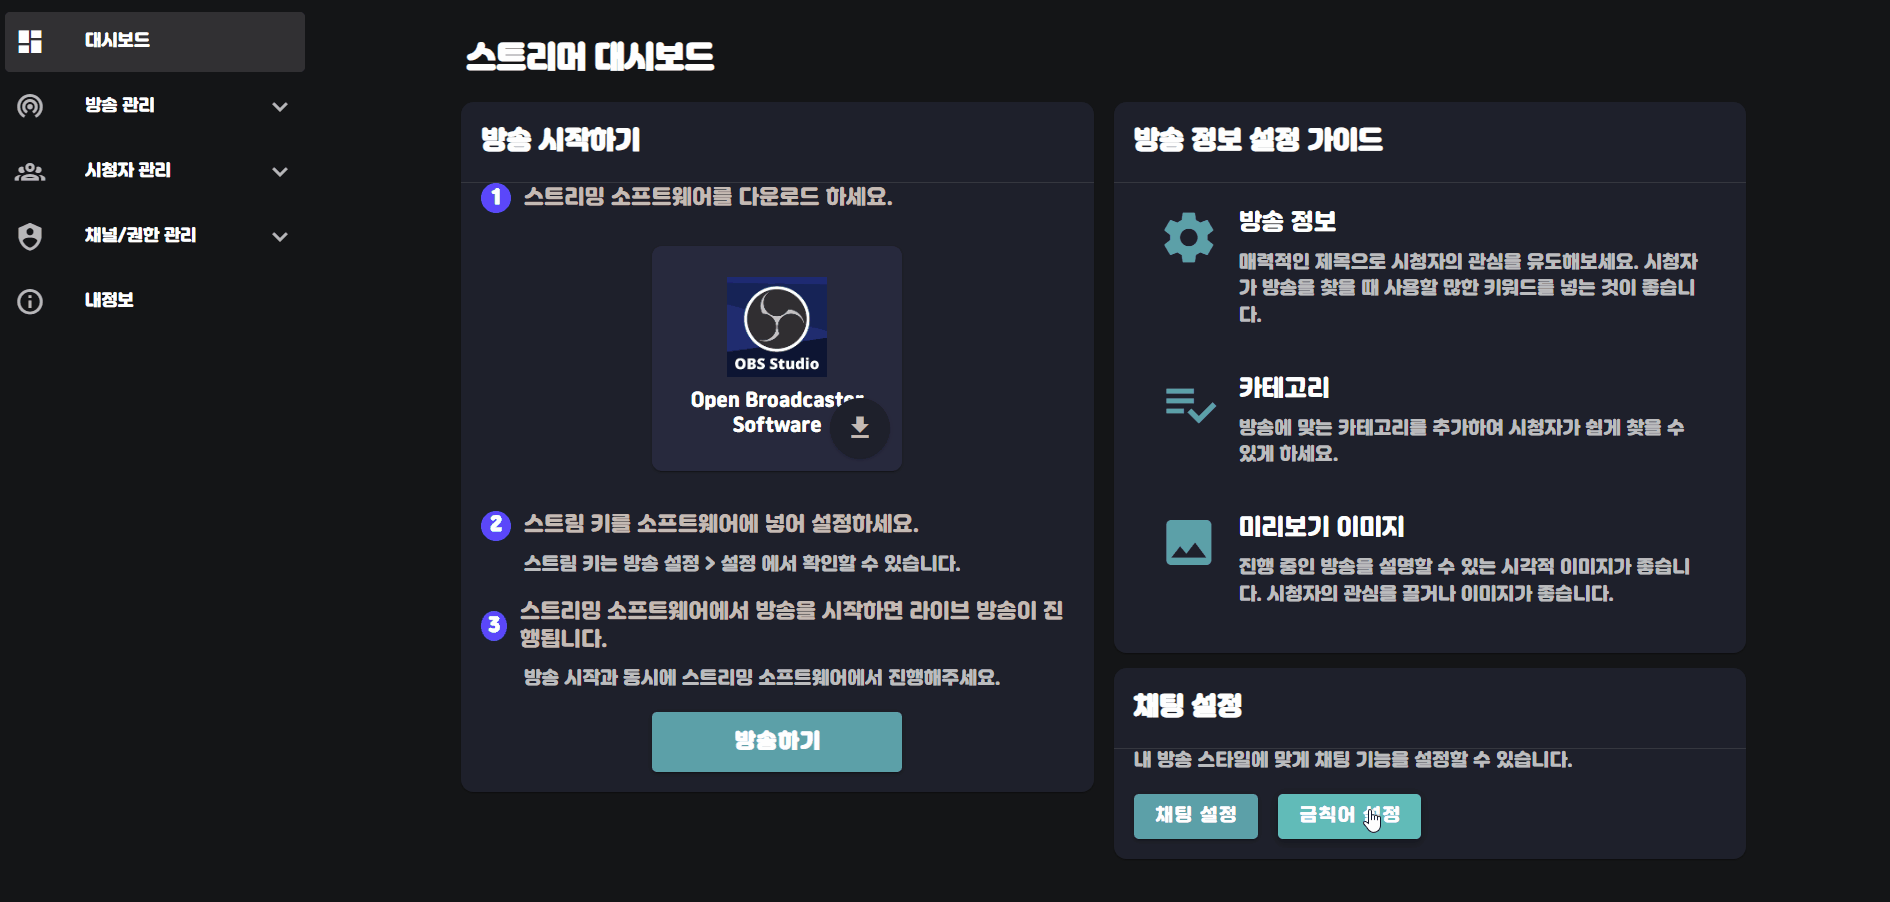 대시보드
방송 관리
시청자 관리
채널/권한 관리
내정보
스트리머 대시보드
방송 시작하기
1 스트리밍 소프트웨어를 다운로드 하세요.
OBS Studio
Open Broadcaster
Software
2 스트림 키를 소프트웨어에 넣어 설정하세요.
스트림 키는 방송 설정 > 설정 에서 확인할 수 있습니다.
3 스트리밍 소프트웨어에서 방송을 시작하면 라이브 방송이 진
행됩니다.
방송 시작과 동시에 스트리밍 소프트웨어에서 진행해주세요.
방송하기
방송 정보 설정 가이드
방송 정보
매력적인 제목으로 시청자의 관심을 유도해보세요. 시청자
가 방송을 찾을 때 사용할 많한 키워드를 넣는 것이 좋습니
다.
카테고리
방송에 맞는 카테고리를 추가하여 시청자가 쉽게 찾을 수
있게 하세요.
미리보기 이미지
진행 중인 방송을 설명할 수 있는 시각적 이미지가 좋습니
다. 시청자의 관심을 끌거나 이미지가 좋습니다.
채팅 설정
내 방송 스타일에 맞게 채팅 기능을 설정할 수 있습니다.
채팅 설정
금칙어 설정